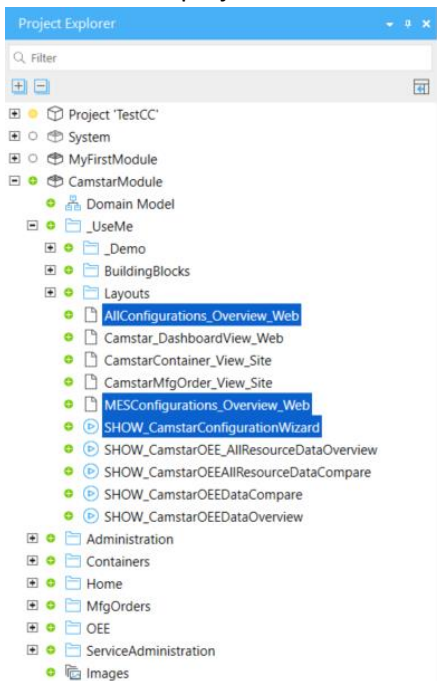 Project Explorer
Filter
Project 'TestCC'
System
MyFirstModule
CamstarModule
Domain Model
_UseMe
_Demo
BuildingBlocks
Layouts
AllConfigurations_Overview_Web
Camstar_DashboardView_Web
CamstarContainer_View_Site
CamstarMfgOrder_View_Site
MESConfigurations_Overview_Web
SHOW_CamstarConfigurationWizard
SHOW_CamstarOEE_AllResourceDataOverview
SHOW_CamstarOEEAllResourceDataCompare
SHOW_CamstarOEEDataCompare
SHOW_CamstarOEEDataOverview
Administration
Containers
Home
MfgOrders
OEE
ServiceAdministration
Images